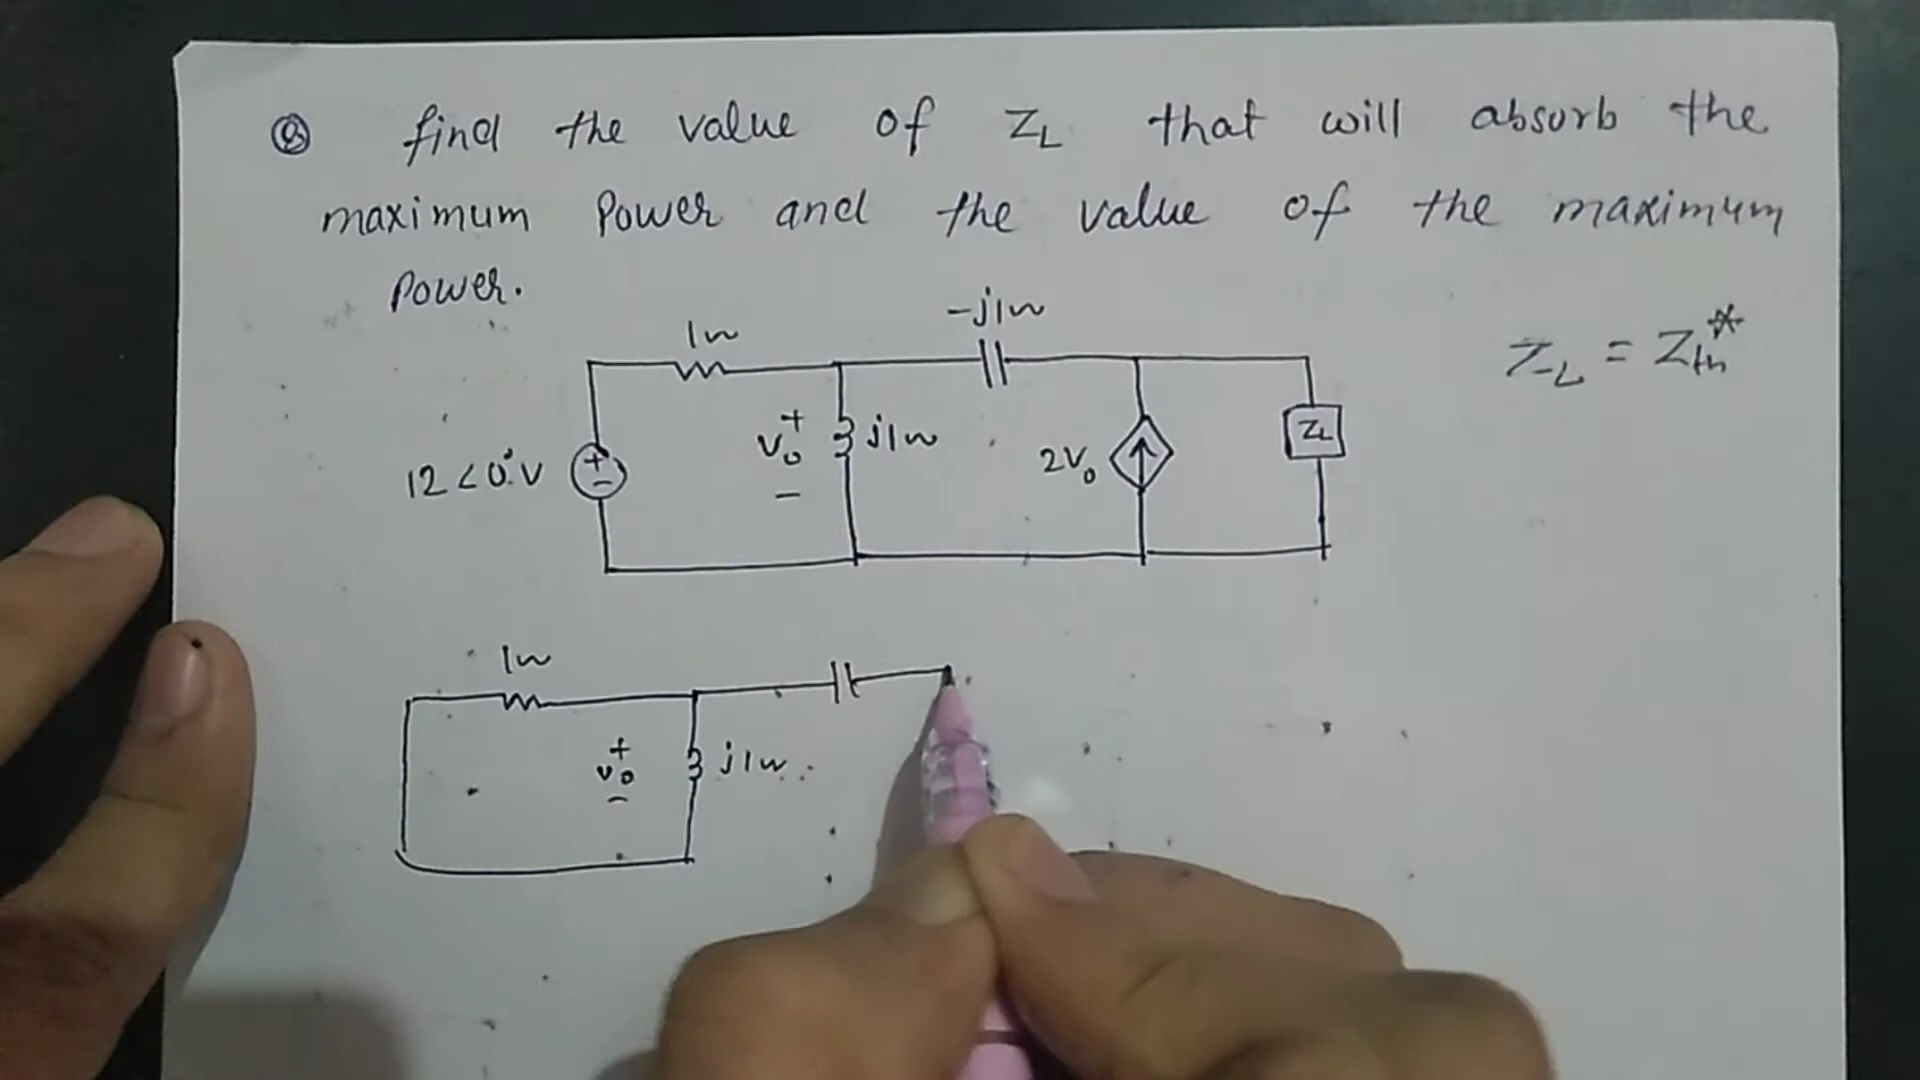 Q find the value of ZL that will absorb the
maximum Power and the value of the maximum
Power.
-j1ω
1ω
ZL = Zth*
12<0°V
+
-
+
V0
-
j1ω
2V0
ZL
1ω
+
v0
-
j1ω